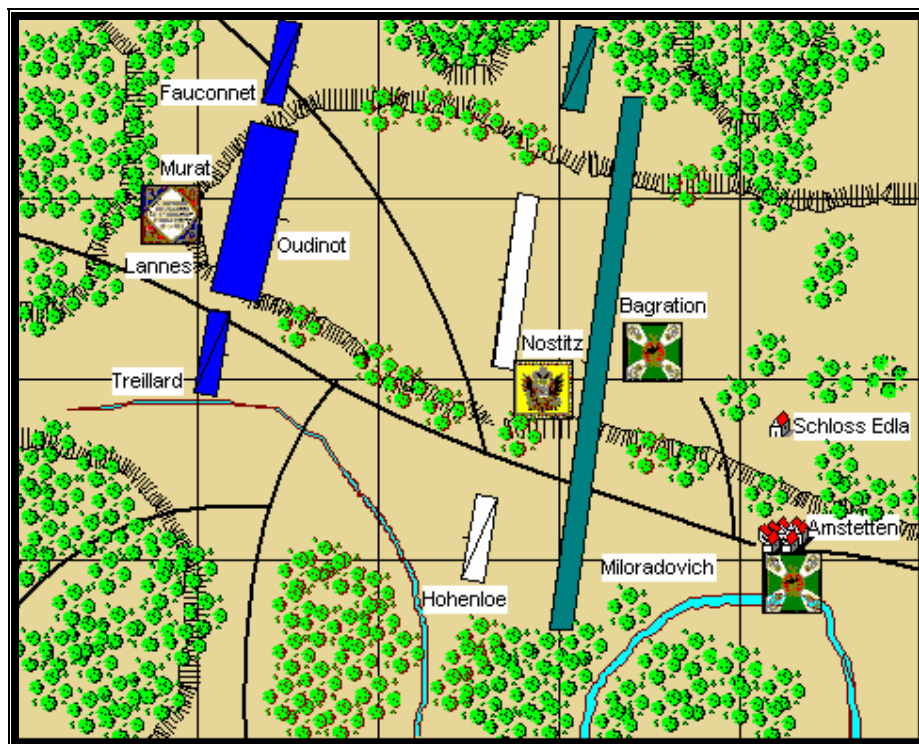 Fauconnet
Murat
Oudinot
Lannes
Bagration
Nostitz
Treillard
Schloss Edla
Amstetten
Miloradovich
Hohenloe